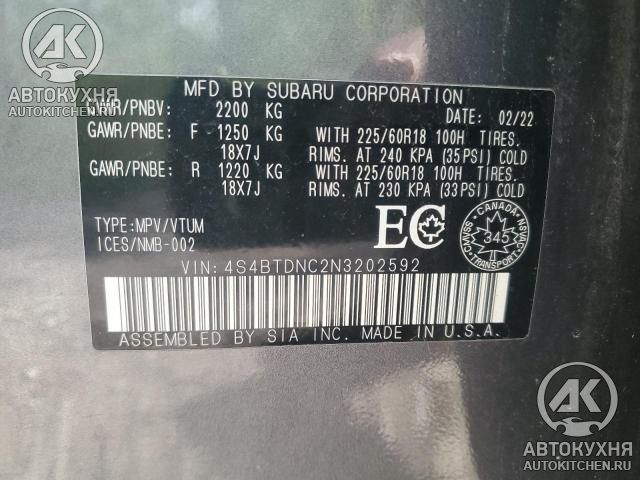 АК
АВТОКУХНЯ
AUTOKITCHEN.RU
MFD BY SUBARU CORPORATION
GVWR/PNBV: 2200 KG DATE: 02/22
GAWR/PNBE: F 1250 KG WITH 225/60R18 100H TIRES.
18X7J RIMS. AT 240 KPA (35PSI) COLD
GAWR/PNBE: R 1220 KG WITH 225/60R18 100H TIRES.
18X7J RIMS. AT 230 KPA (33PSI) COLD
TYPE:MPV/VTUM
ICES/NMB-002
EC
CANADA
NSVAC
345
CMVSS
TRANSPORT
VIN: 4S4BTDNC2N3202592
ASSEMBLED BY SIA INC. MADE IN U.S.A.
АК
АВТОКУХНЯ
AUTOKITCHEN.RU